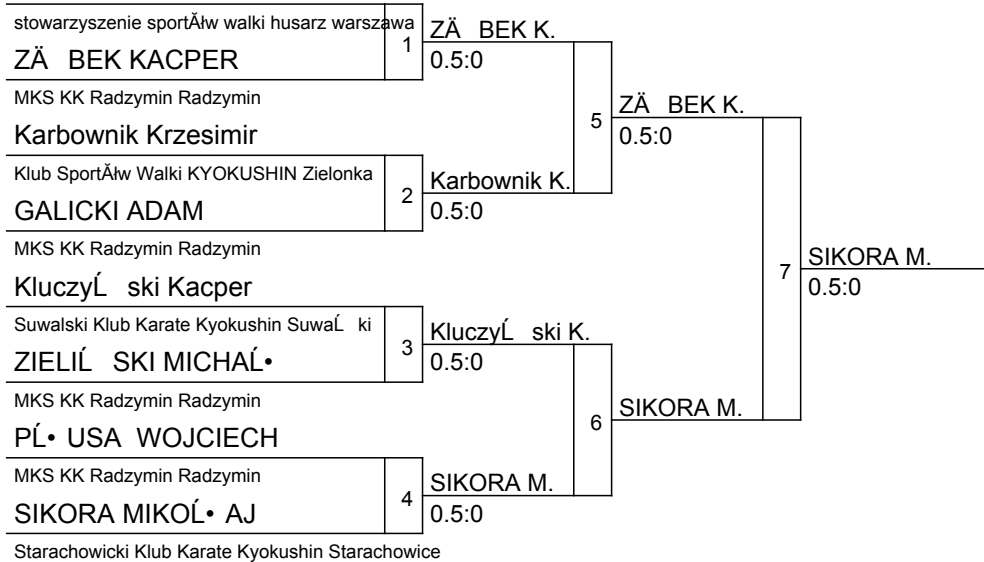 stowarzyszenie sportĂłw walki husarz warszawa
1
ZÄ BEK K.
ZÄ BEK KACPER
0.5:0
MKS KK Radzymin Radzymin
Karbownik Krzesimir
5
ZÄ BEK K.
0.5:0
Klub SportĂłw Walki KYOKUSHIN Zielonka
2
Karbownik K.
GALICKI ADAM
0.5:0
MKS KK Radzymin Radzymin
KluczyĹ ski Kacper
7
SIKORA M.
0.5:0
Suwalski Klub Karate Kyokushin SuwaĹ ki
3
KluczyĹ ski K.
ZIELIĹ SKI MICHAĹ•
0.5:0
MKS KK Radzymin Radzymin
PĹ• USA WOJCIECH
6
SIKORA M.
MKS KK Radzymin Radzymin
4
SIKORA M.
SIKORA MIKOĹ• AJ
0.5:0
Starachowicki Klub Karate Kyokushin Starachowice